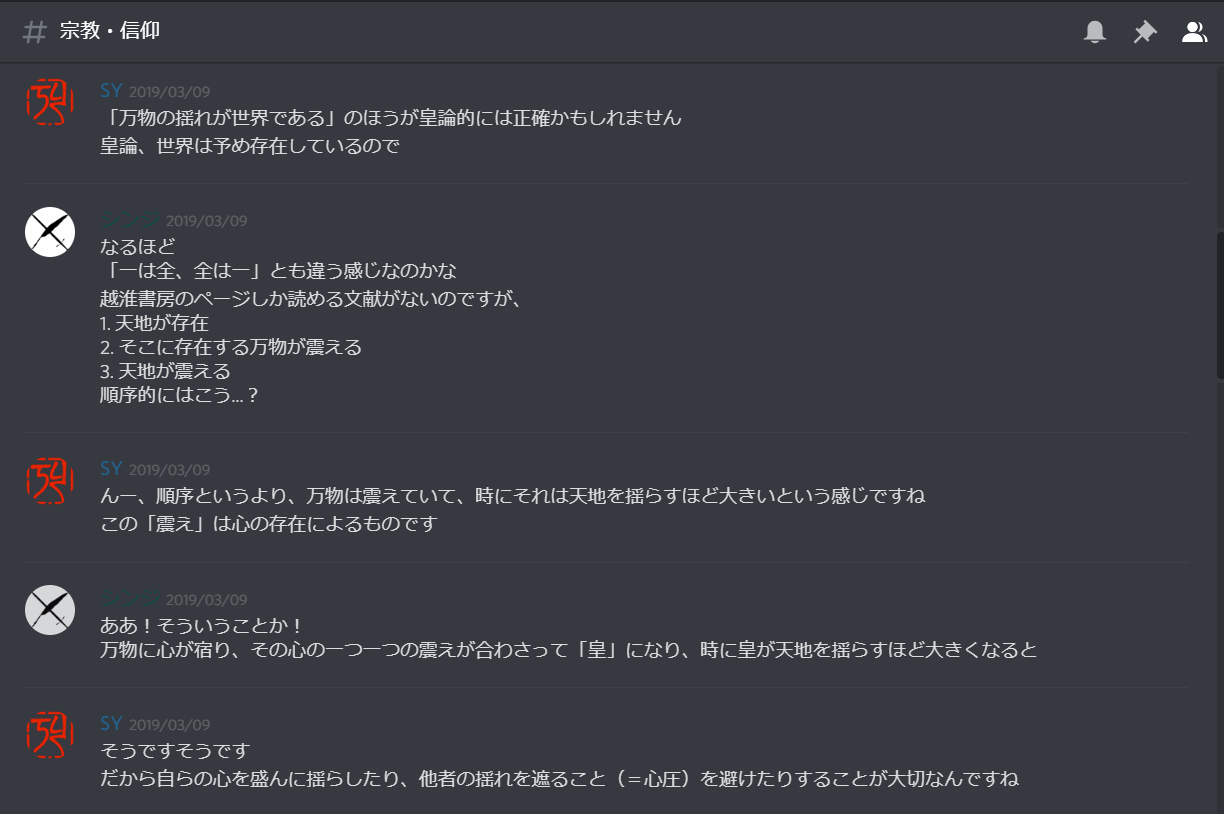 # 宗教・信仰
SY 2019/03/09
「万物の揺れが世界である」のほうが皇論的には正確かもしれません
皇論、世界は予め存在しているので
2019/03/09
なるほど
「一は全、全は一」とも違う感じなのかな
越淮書房のページしか読める文献がないのですが、
1. 天地が存在
2. そこに存在する万物が震える
3. 天地が震える
順序的にはこう…？
SY 2019/03/09
んー、順序というより、万物は震えていて、時にそれは天地を揺らすほど大きいという感じですね
この「震え」は心の存在によるものです
2019/03/09
ああ！そういうことか！
万物に心が宿り、その心の一つ一つの震えが合わさって「皇」になり、時に皇が天地を揺らすほど大きくなると
SY 2019/03/09
そうですそうです
だから自らの心を盛んに揺らしたり、他者の揺れを遮ること（＝心圧）を避けたりすることが大切なんですね